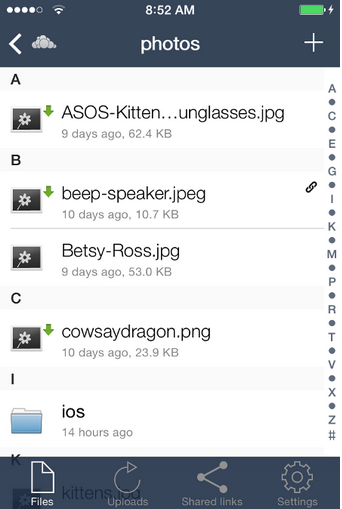 8:52 AM
photos
A
ASOS-Kitten...unglasses.jpg
9 days ago, 62.4 KB
B
beep-speaker.jpeg
10 days ago, 10.7 KB
Betsy-Ross.jpg
9 days ago, 53.0 KB
C
cowsaydragon.png
10 days ago, 23.9 KB
I
ios
14 hours ago
K
kittens.jpg
A
C
E
G
I
K
M
P
R
T
V
X
Z
#
Files
Uploads
Shared links
Settings